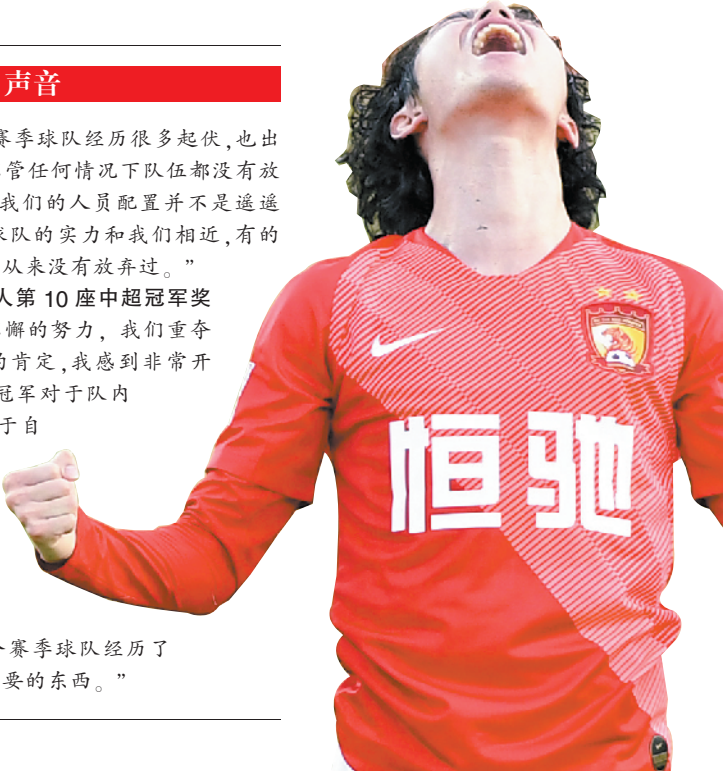 声音
赛季球队经历很多起伏,也出
管任何情况下队伍都没有放
我们的人员配置并不是遥遥
球队的实力和我们相近,有的
从来没有放弃过。”
人第 10 座中超冠军奖
懈的努力, 我们重夺
的肯定,我感到非常开
冠军对于队内
于自
恒驰
赛季球队经历了
要的东西。”